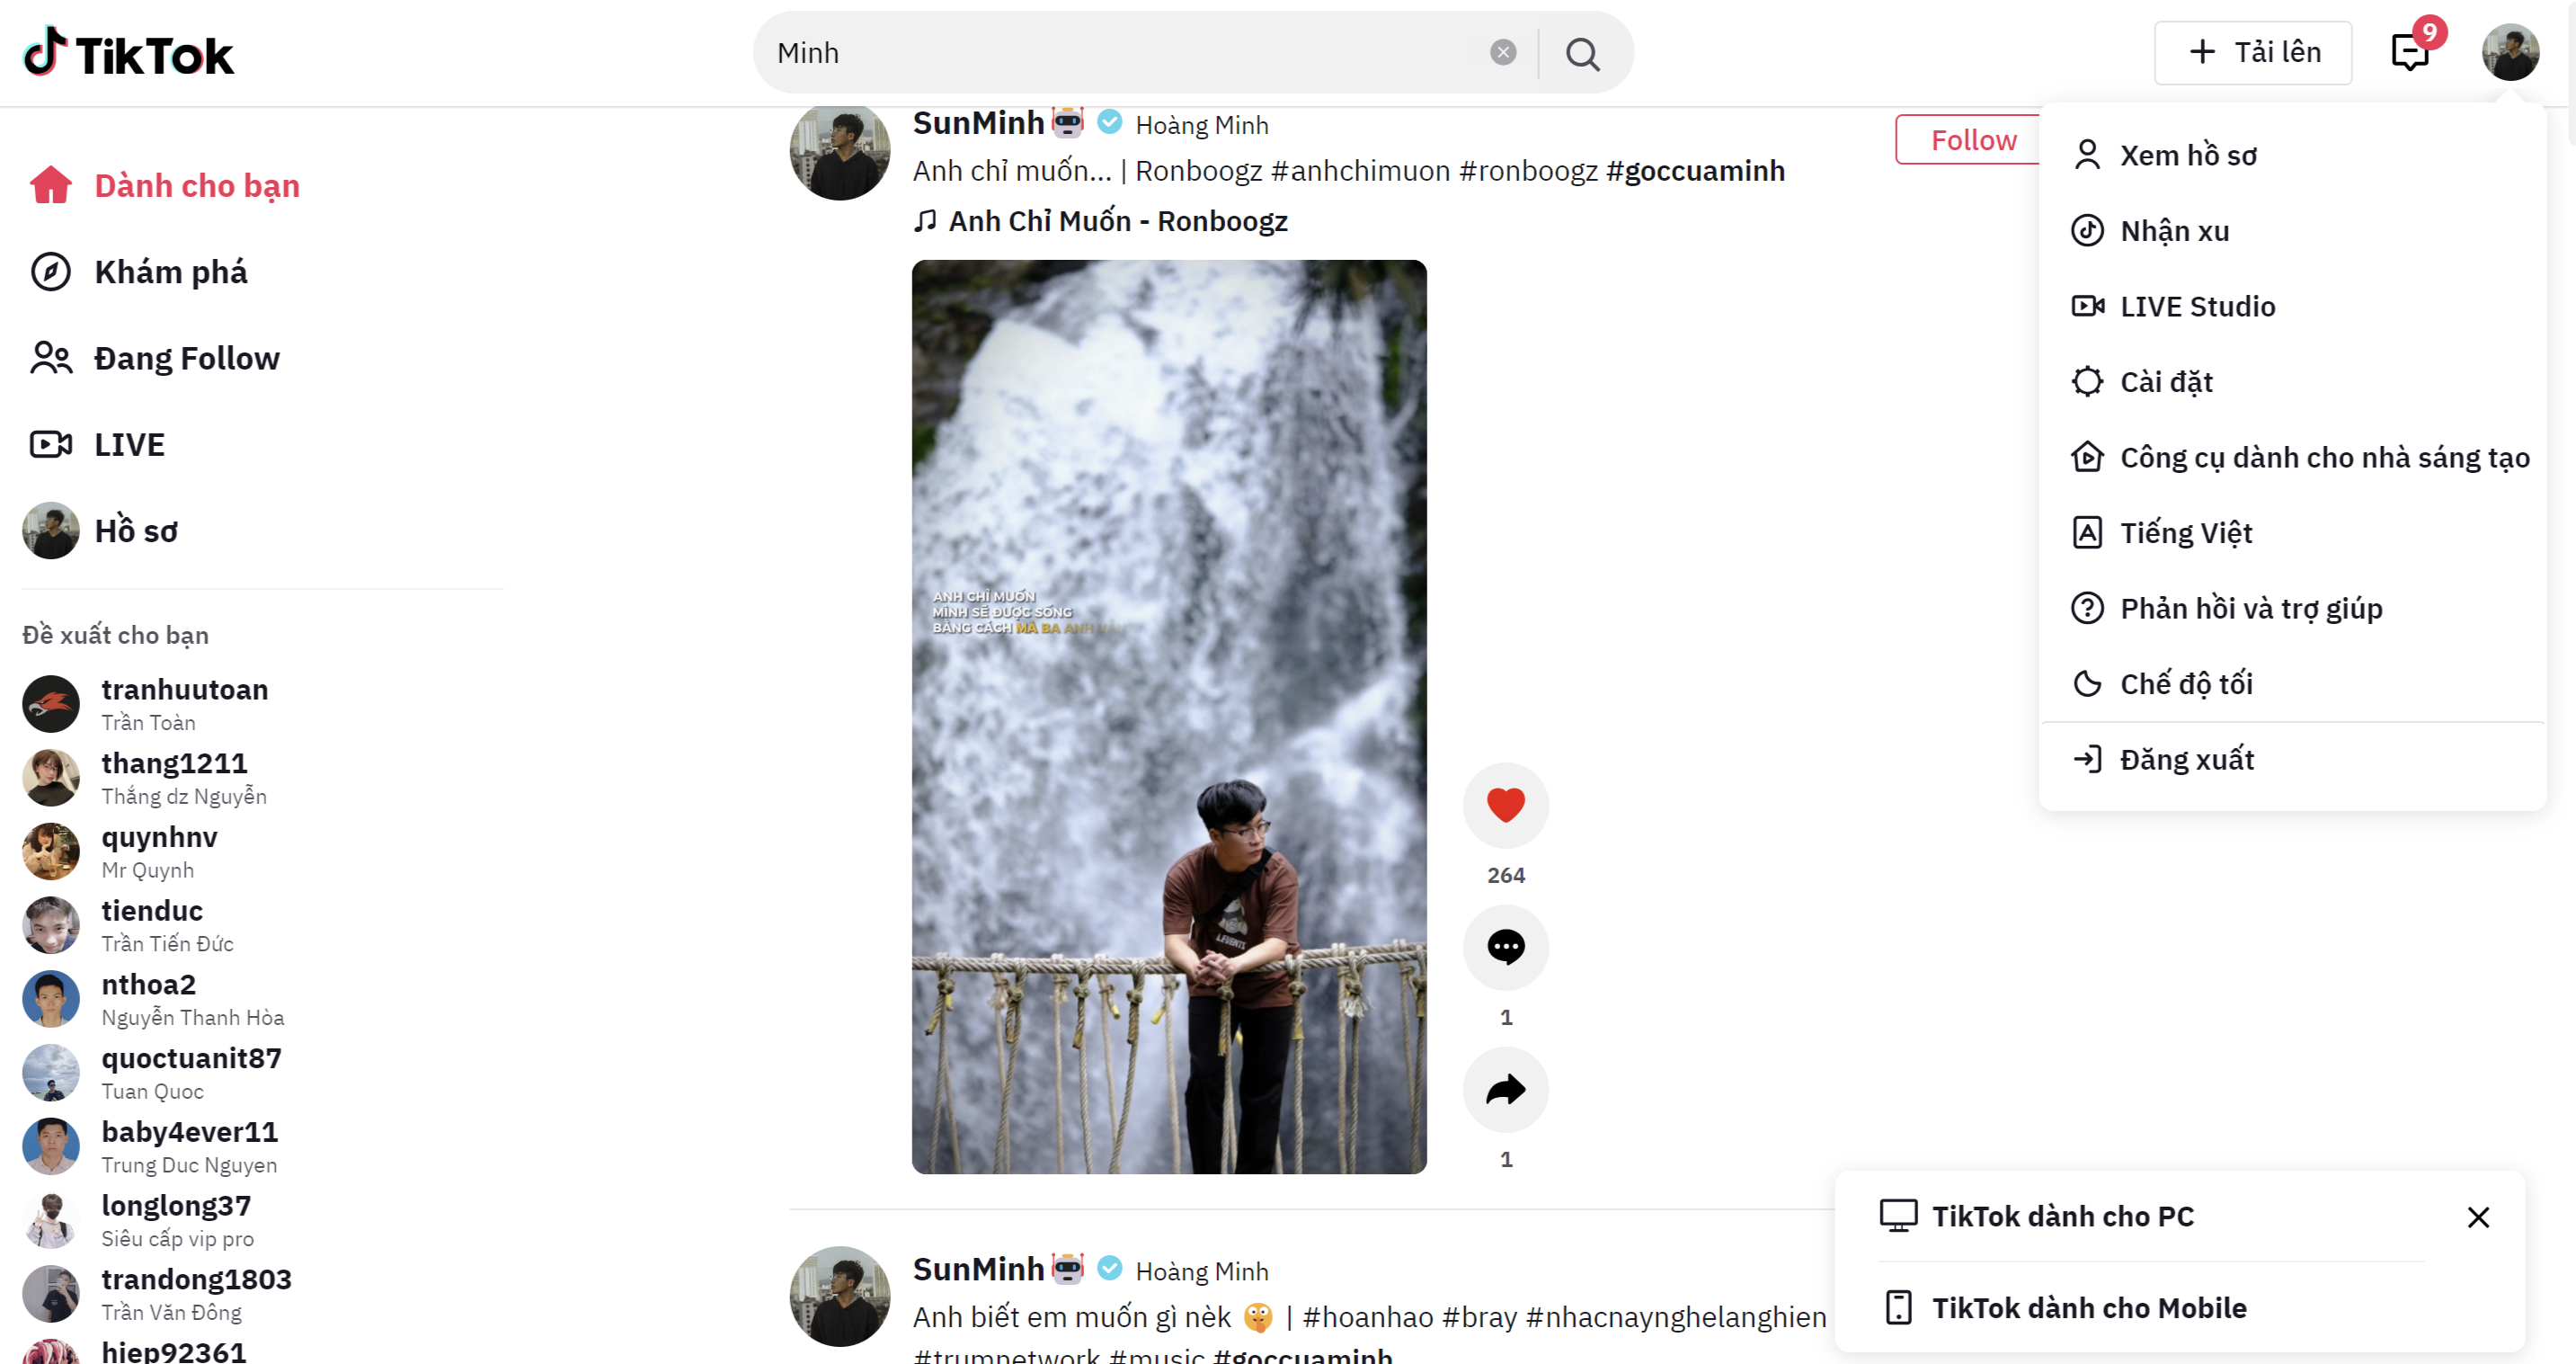 TikTok
Minh
Tải lên
9
Dành cho bạn
Khám phá
Đang Follow
LIVE
Hồ sơ
Đề xuất cho bạn
tranhuutoan
Trần Toàn
thang1211
Thắng dz Nguyễn
quynhnv
Mr Quynh
tienduc
Trần Tiến Đức
nthoa2
Nguyễn Thanh Hòa
quoctuanit87
Tuan Quoc
baby4ever11
Trung Duc Nguyen
longlong37
Siêu cấp vip pro
trandong1803
Trần Văn Đông
hiep92361
SunMinh Hoàng Minh
Follow
Anh chỉ muốn... | Ronboogz #anhchimuon #ronboogz #goccuaminh
Anh Chỉ Muốn - Ronboogz
ANH CHỈ MUỐN
MÌNH SẼ ĐƯỢC SỐNG
BẰNG CÁCH MÀ BA ANH
LEVENTS
264
1
1
SunMinh Hoàng Minh
Anh biết em muốn gì nèk 🤫 | #hoanhao #bray #nhacnaynghelanghien
#trumnetwork #music #goccuaminh
Xem hồ sơ
Nhận xu
LIVE Studio
Cài đặt
Công cụ dành cho nhà sáng tạo
Tiếng Việt
Phản hồi và trợ giúp
Chế độ tối
Đăng xuất
TikTok dành cho PC
TikTok dành cho Mobile